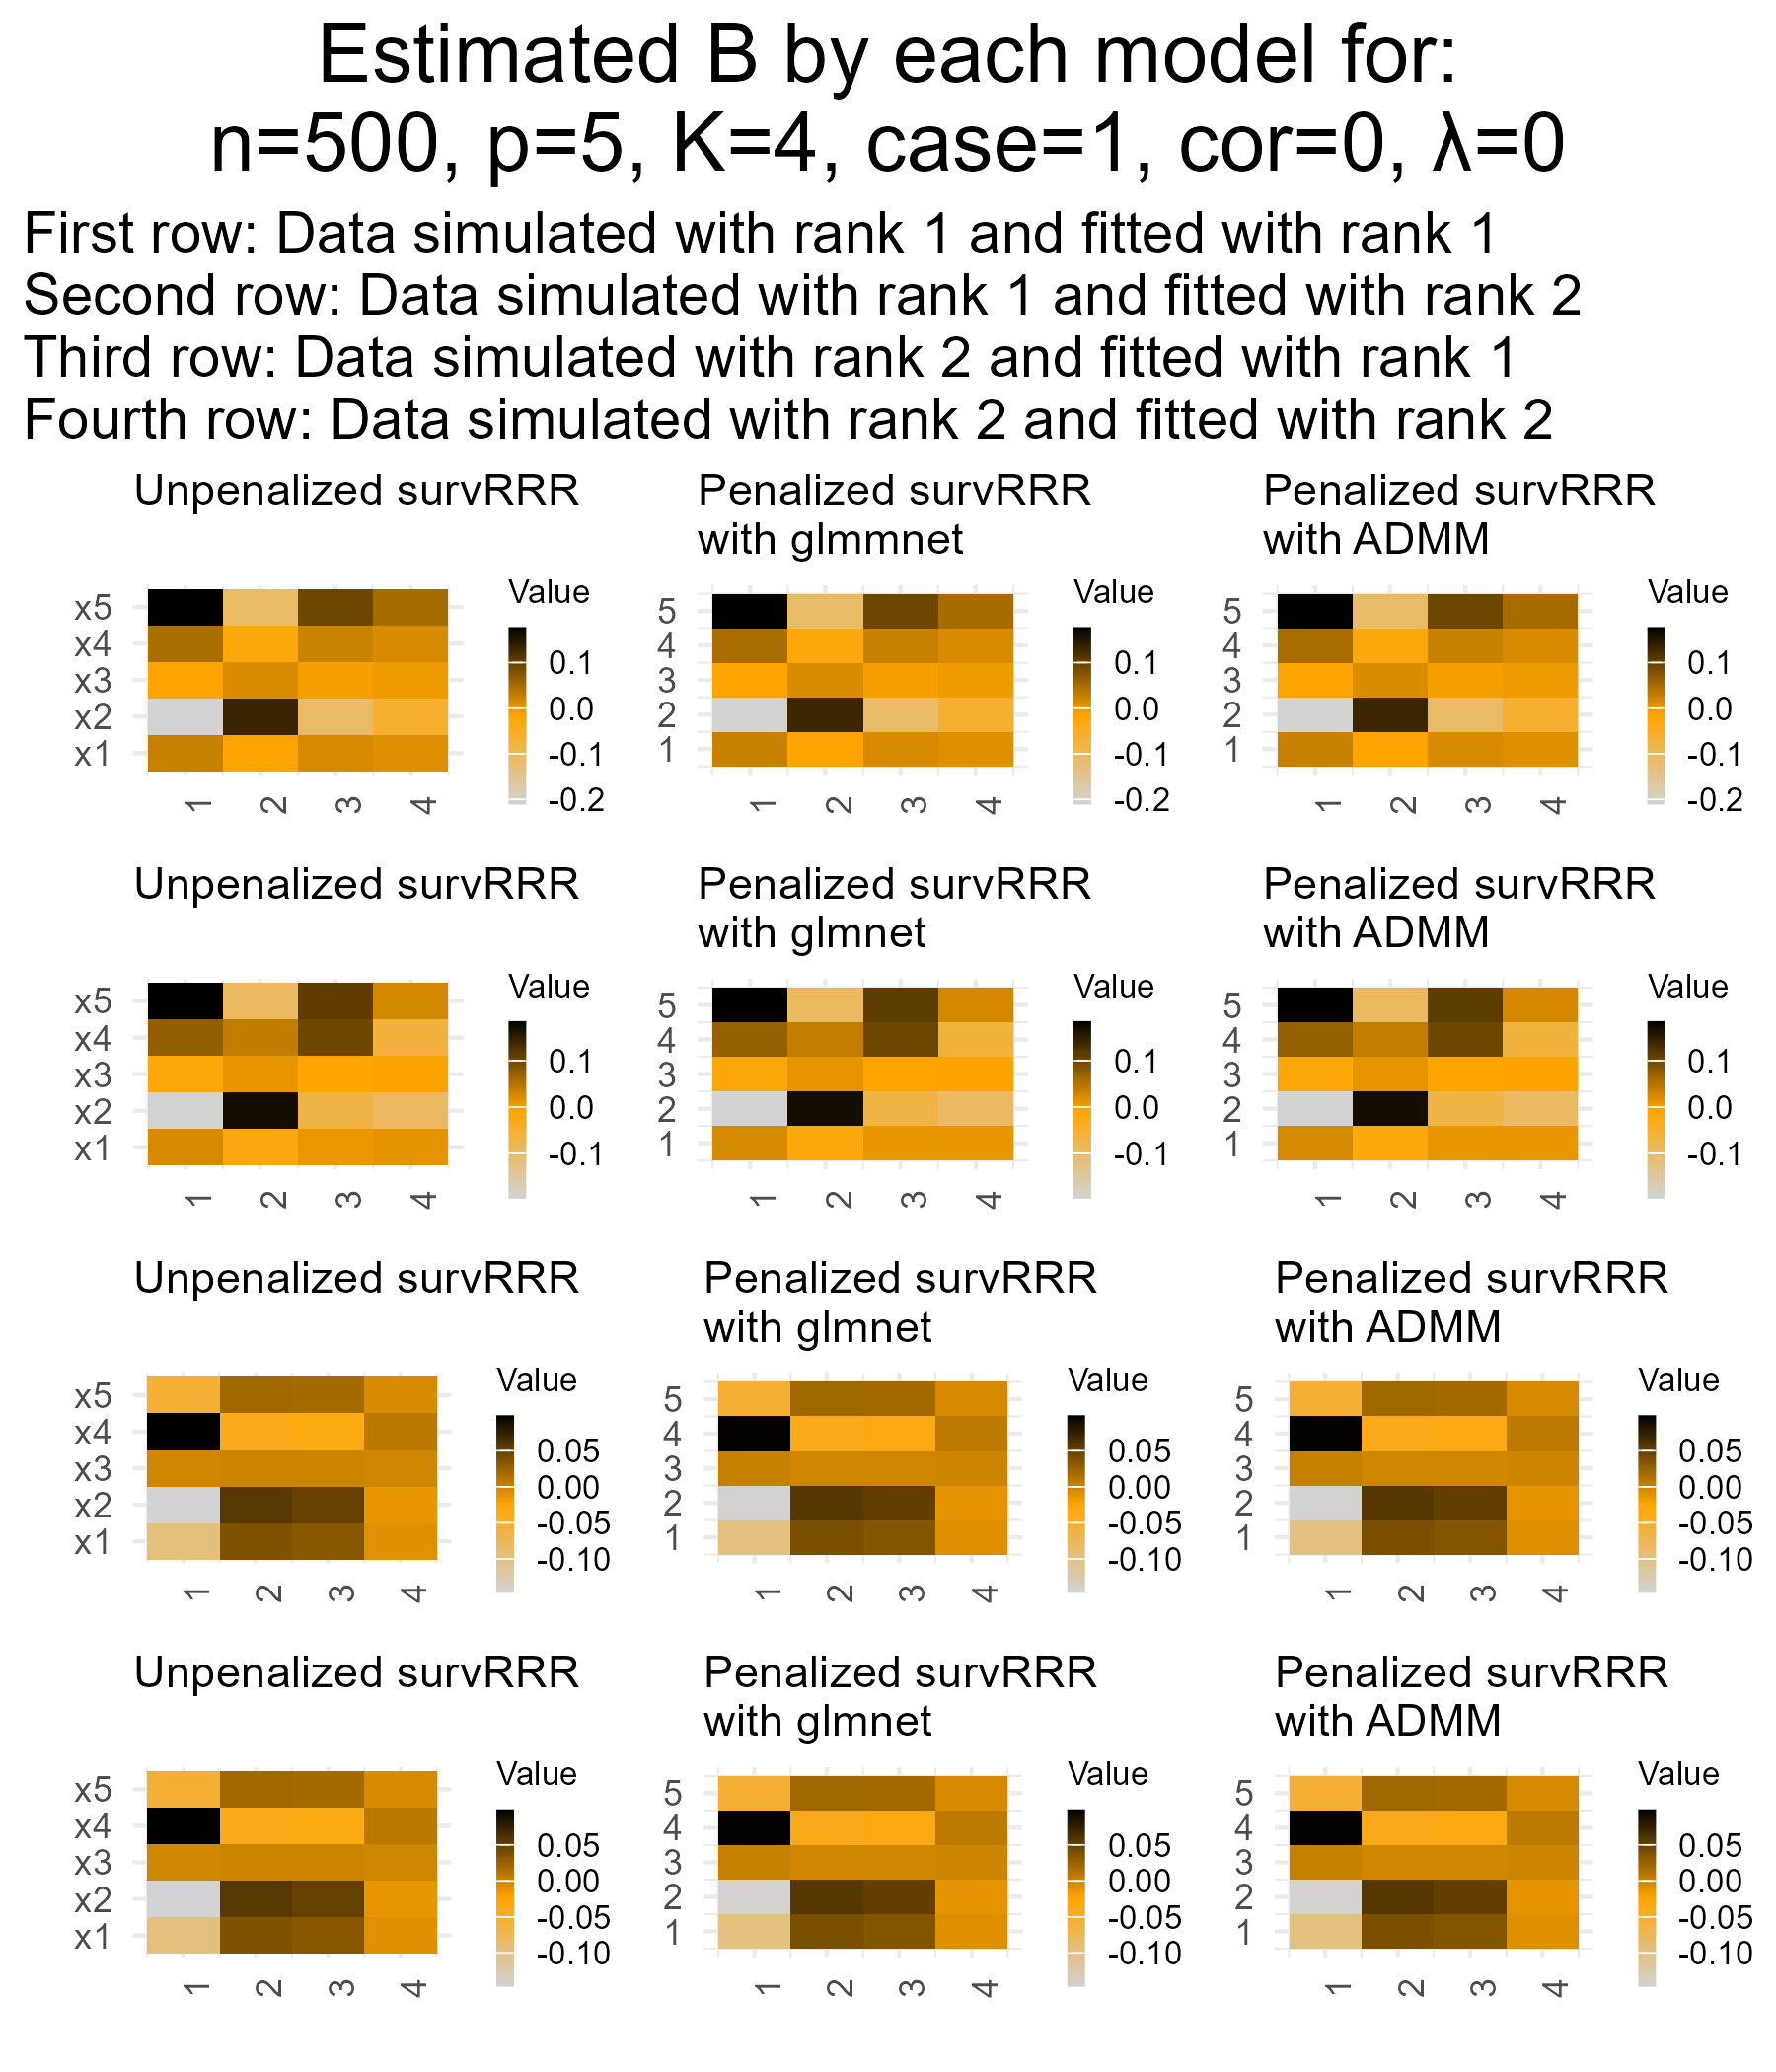 Estimated B by each model for:
n=500, p=5, K=4, case=1, cor=0, λ=0
First row: Data simulated with rank 1 and fitted with rank 1
Second row: Data simulated with rank 1 and fitted with rank 2
Third row: Data simulated with rank 2 and fitted with rank 1
Fourth row: Data simulated with rank 2 and fitted with rank 2
Unpenalized survRRR
x5
x4
x3
x2
x1
1 2 3 4
Value
0.1
0.0
-0.1
-0.2
Penalized survRRR
with glmmnet
5
4
3
2
1
1 2 3 4
Value
0.1
0.0
-0.1
-0.2
Penalized survRRR
with ADMM
5
4
3
2
1
1 2 3 4
Value
0.1
0.0
-0.1
-0.2
Unpenalized survRRR
x5
x4
x3
x2
x1
1 2 3 4
Value
0.1
0.0
-0.1
Penalized survRRR
with glmnet
5
4
3
2
1
1 2 3 4
Value
0.1
0.0
-0.1
Penalized survRRR
with ADMM
5
4
3
2
1
1 2 3 4
Value
0.1
0.0
-0.1
Unpenalized survRRR
x5
x4
x3
x2
x1
1 2 3 4
Value
0.05
0.00
-0.05
-0.10
Penalized survRRR
with glmnet
5
4
3
2
1
1 2 3 4
Value
0.05
0.00
-0.05
-0.10
Penalized survRRR
with ADMM
5
4
3
2
1
1 2 3 4
Value
0.05
0.00
-0.05
-0.10
Unpenalized survRRR
x5
x4
x3
x2
x1
1 2 3 4
Value
0.05
0.00
-0.05
-0.10
Penalized survRRR
with glmnet
5
4
3
2
1
1 2 3 4
Value
0.05
0.00
-0.05
-0.10
Penalized survRRR
with ADMM
5
4
3
2
1
1 2 3 4
Value
0.05
0.00
-0.05
-0.10